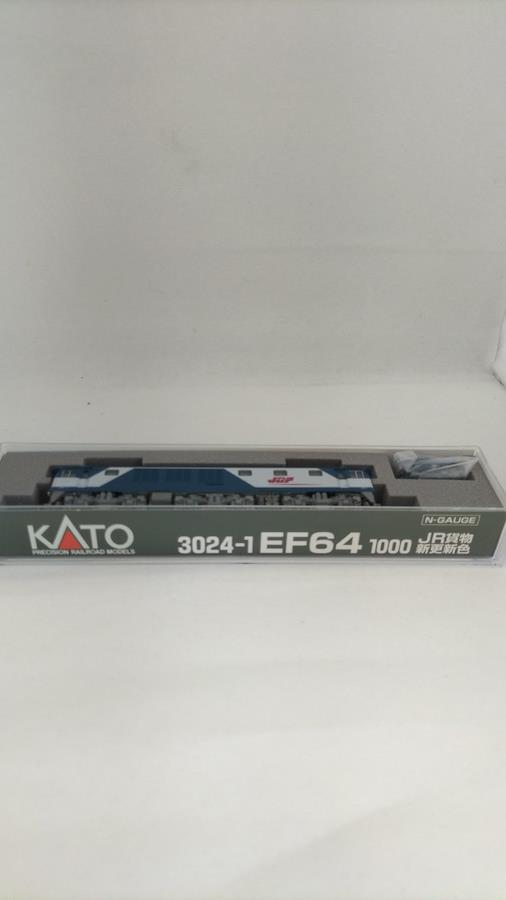 JRF
KATO
PRECISION RAILROAD MODELS
3024-1 EF64 1000
N-GAUGE
JR貨物
新更新色